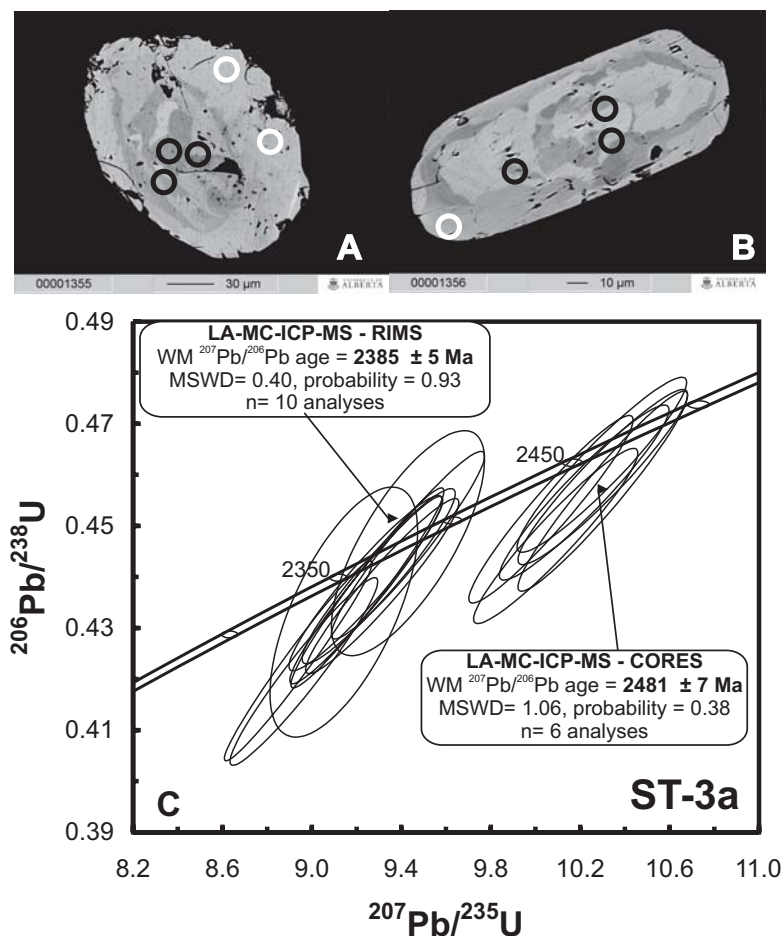 A
B
00001355
30 µm
UNIVERSITY OF
ALBERTA
00001356
10 µm
UNIVERSITY OF
ALBERTA
0.49
0.47
0.45
0.43
0.41
0.39
206Pb/238U
LA-MC-ICP-MS - RIMS
WM 207Pb/206Pb age = 2385 ± 5 Ma
MSWD= 0.40, probability = 0.93
n= 10 analyses
2450
2350
LA-MC-ICP-MS - CORES
WM 207Pb/206Pb age = 2481 ± 7 Ma
MSWD= 1.06, probability = 0.38
n= 6 analyses
C
ST-3a
8.2 8.6 9.0 9.4 9.8 10.2 10.6 11.0
207Pb/235U